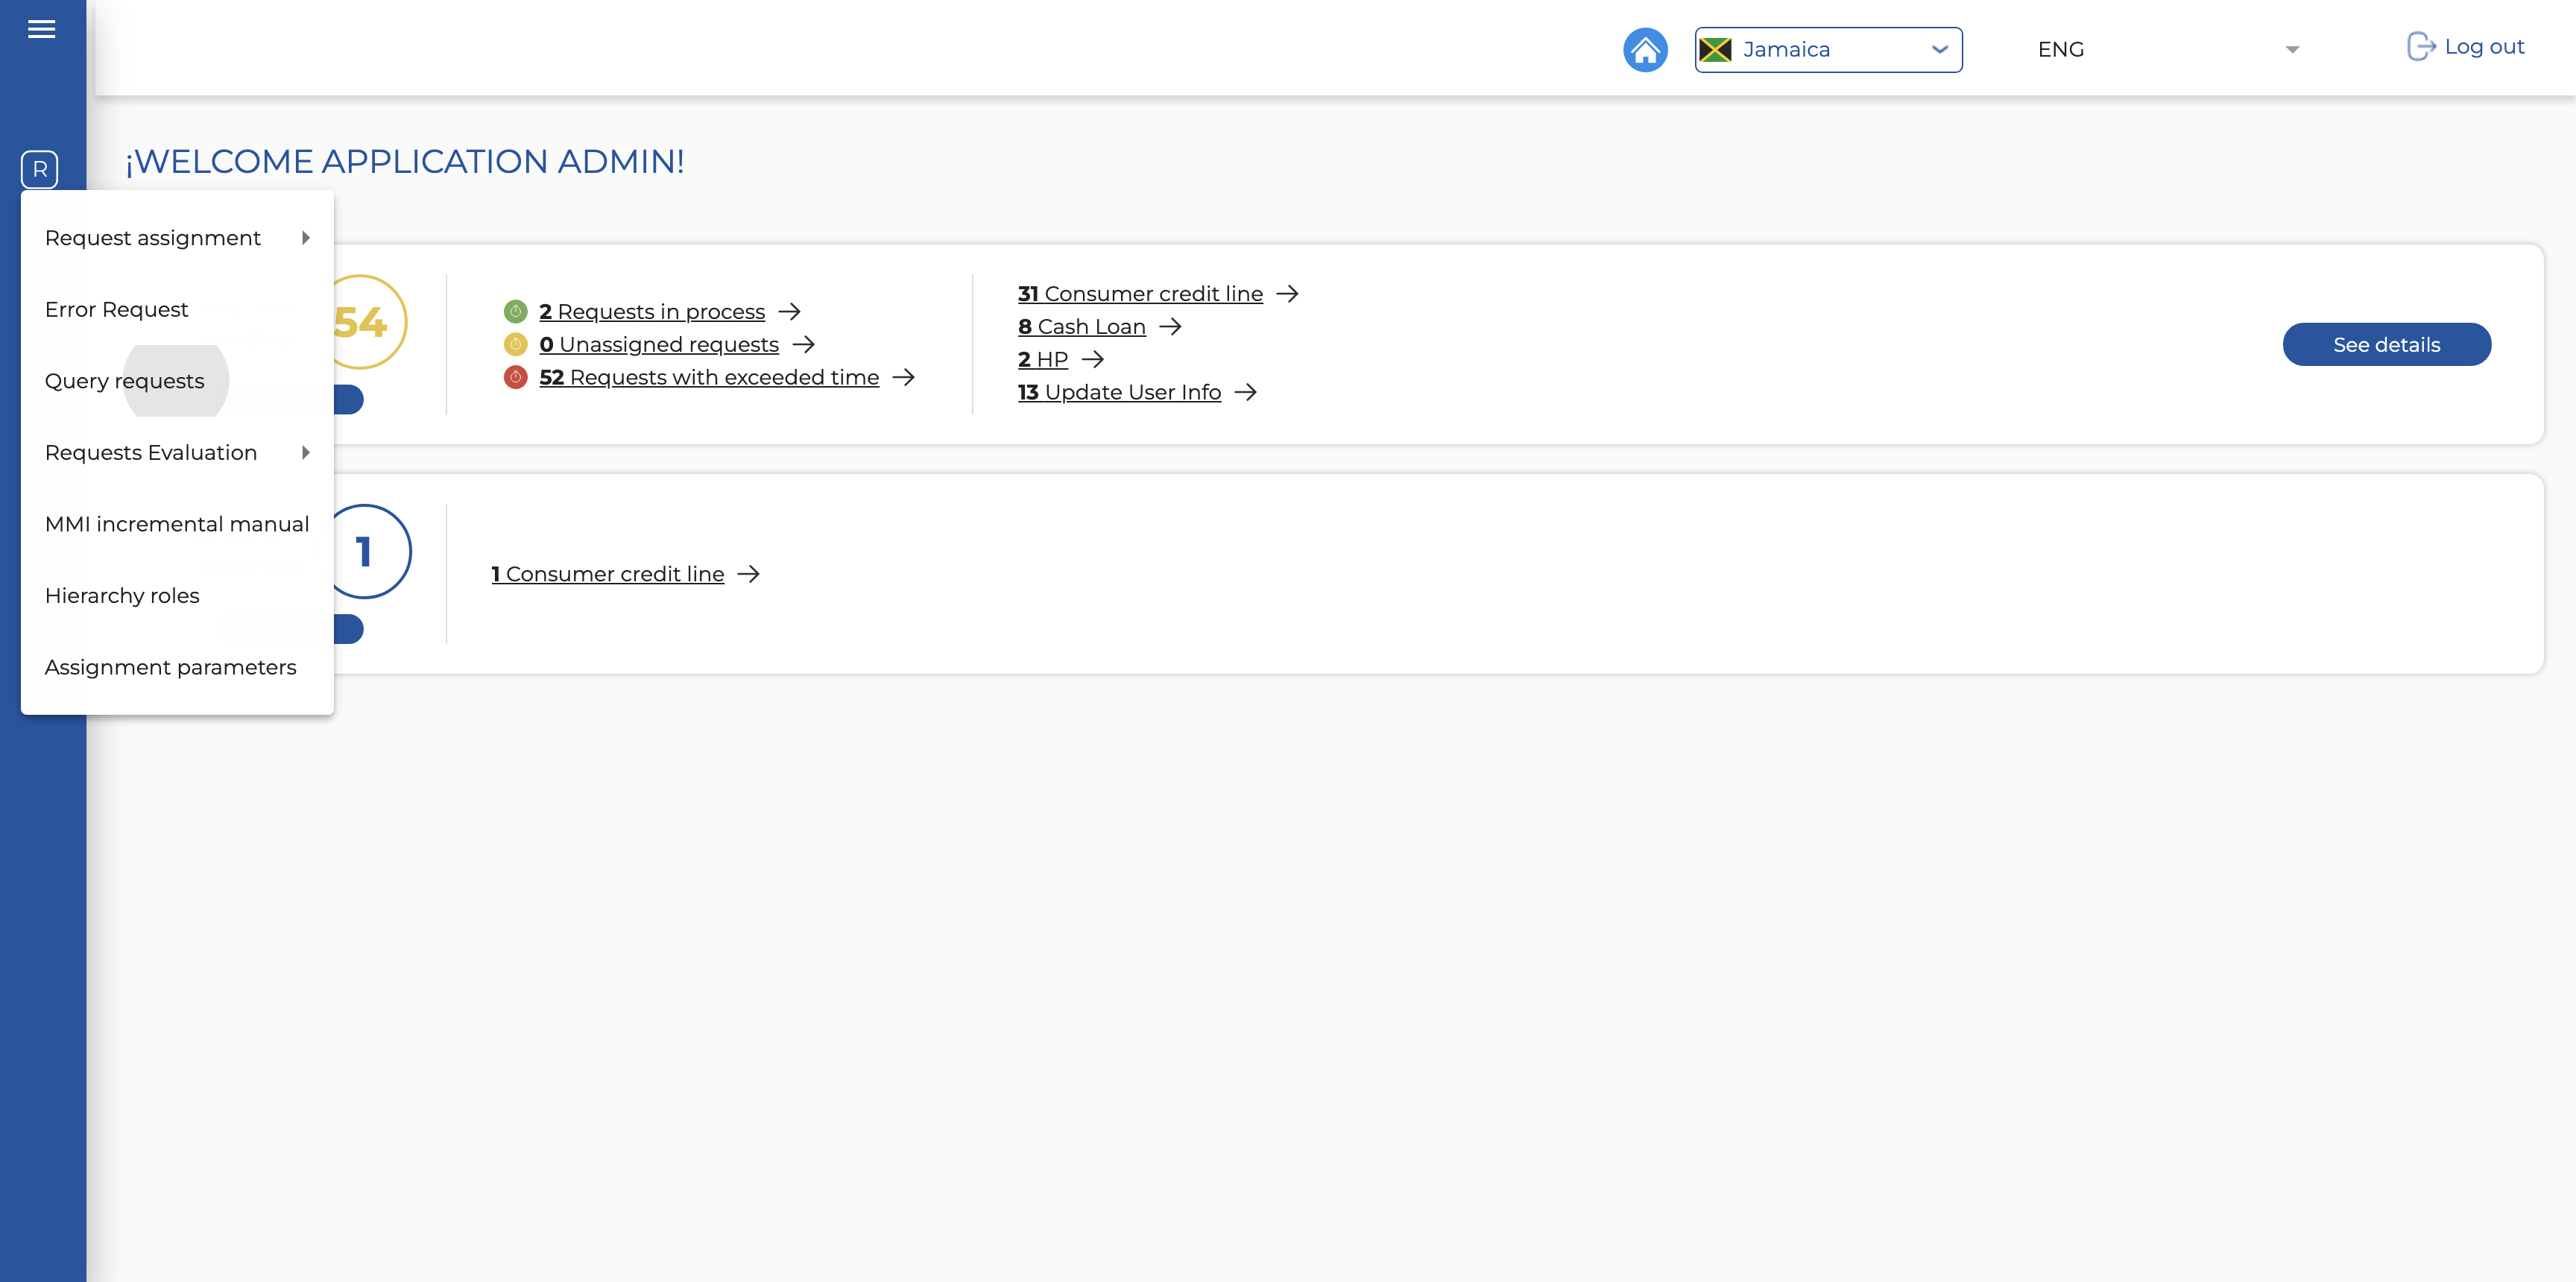 Jamaica
ENG
Log out
R
¡WELCOME APPLICATION ADMIN!
Request assignment
Error Request
Query requests
Requests Evaluation
MMI incremental manual
Hierarchy roles
Assignment parameters
54
2 Requests in process
0 Unassigned requests
52 Requests with exceeded time
31 Consumer credit line
8 Cash Loan
2 HP
13 Update User Info
See details
1
1 Consumer credit line